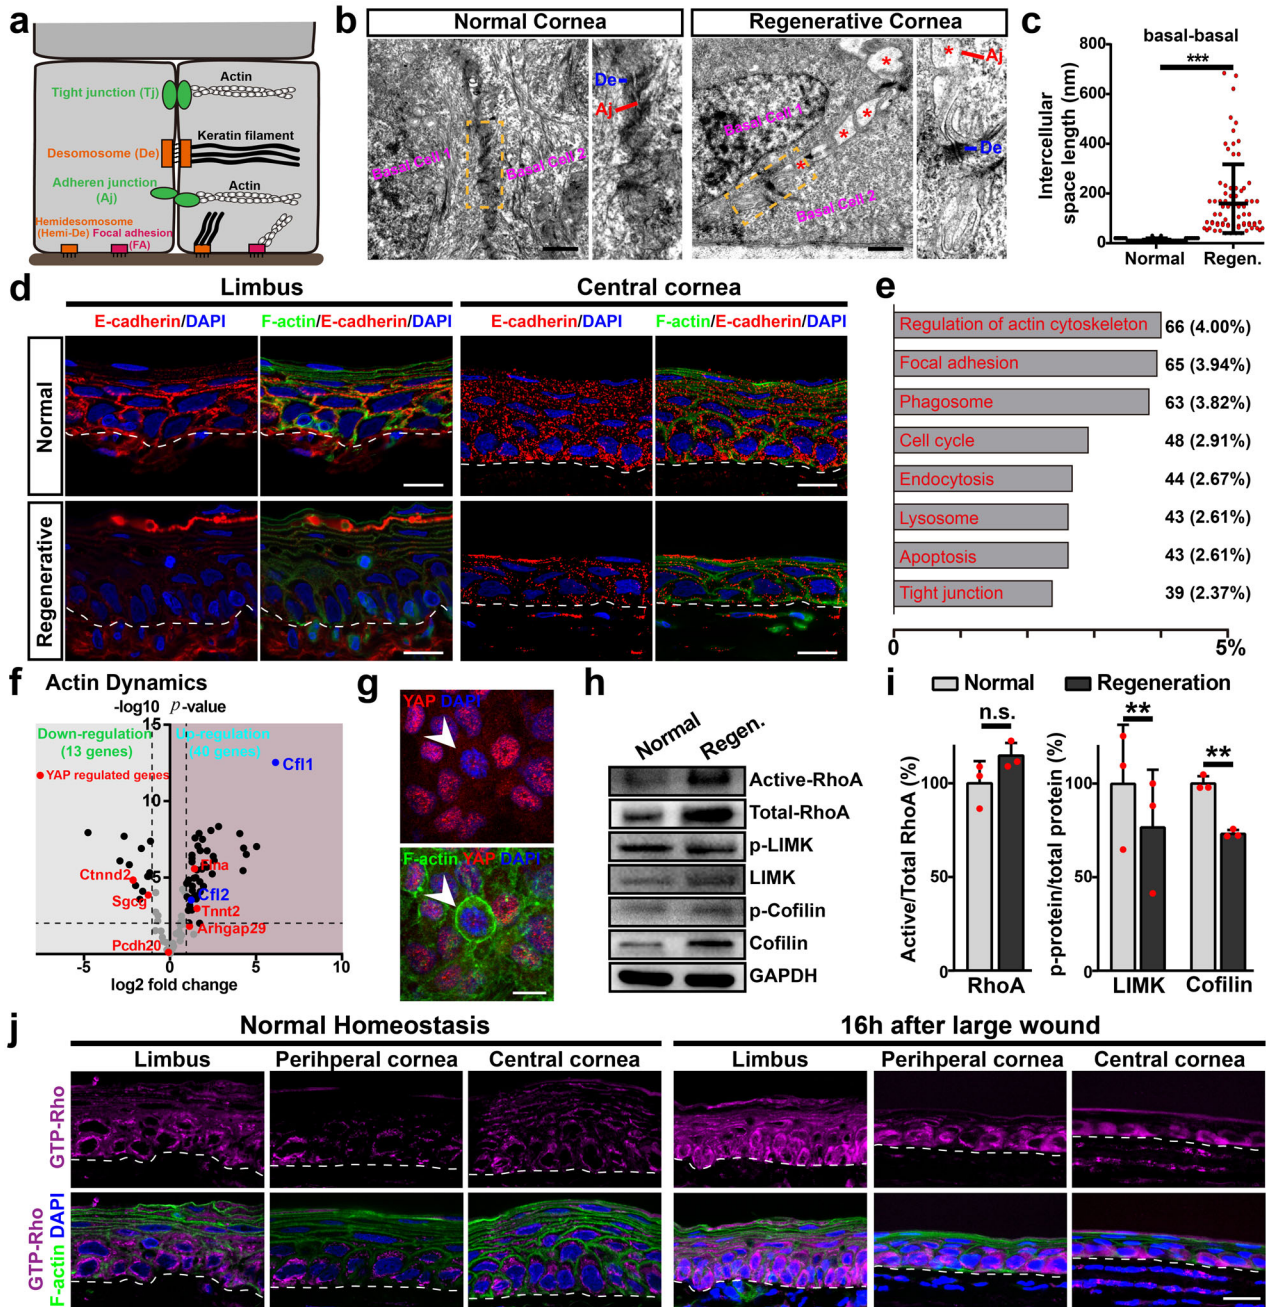 a
Actin
Tight junction (Tj)
Keratin filament
Desomosome (De)
Adheren junction
(Aj)
Actin
Hemidesomosome
(Hemi-De)
Focal adhesion
(FA)
b
Normal Cornea
Regenerative Cornea
Basal Cell 1
Basal Cell 2
De
Aj
Basal Cell 1
Basal Cell 2
*
*
*
*
*
Aj
De
c
basal-basal
***
Intercellular
space length (nm)
800
600
400
200
0
Normal
Regen.
d
Limbus
Central cornea
E-cadherin/DAPI
F-actin/E-cadherin/DAPI
E-cadherin/DAPI
F-actin/E-cadherin/DAPI
Normal
Regenerative
e
Regulation of actin cytoskeleton 66 (4.00%)
Focal adhesion 65 (3.94%)
Phagosome 63 (3.82%)
Cell cycle 48 (2.91%)
Endocytosis 44 (2.67%)
Lysosome 43 (2.61%)
Apoptosis 43 (2.61%)
Tight junction 39 (2.37%)
0 5%
f
Actin Dynamics
-log10 p-value
15
10
5
Down-regulation
(13 genes)
Up-regulation
(40 genes)
YAP regulated genes
Cfl1
Flna
Ctnnd2
Sgcg
Cfl2
Tnnt2
Arhgap29
Pcdh20
-5 0 5 10
log2 fold change
g
YAP DAPI
F-actin YAP DAPI
h
Normal
Regen.
Active-RhoA
Total-RhoA
p-LIMK
LIMK
p-Cofilin
Cofilin
GAPDH
i
Normal
Regeneration
n.s.
Active/Total RhoA (%)
100
50
0
RhoA
**
**
p-protein/total protein (%)
100
50
0
LIMK
Cofilin
j
Normal Homeostasis
16h after large wound
Limbus
Perihperal cornea
Central cornea
Limbus
Perihperal cornea
Central cornea
GTP-Rho
GTP-Rho
F-actin DAPI